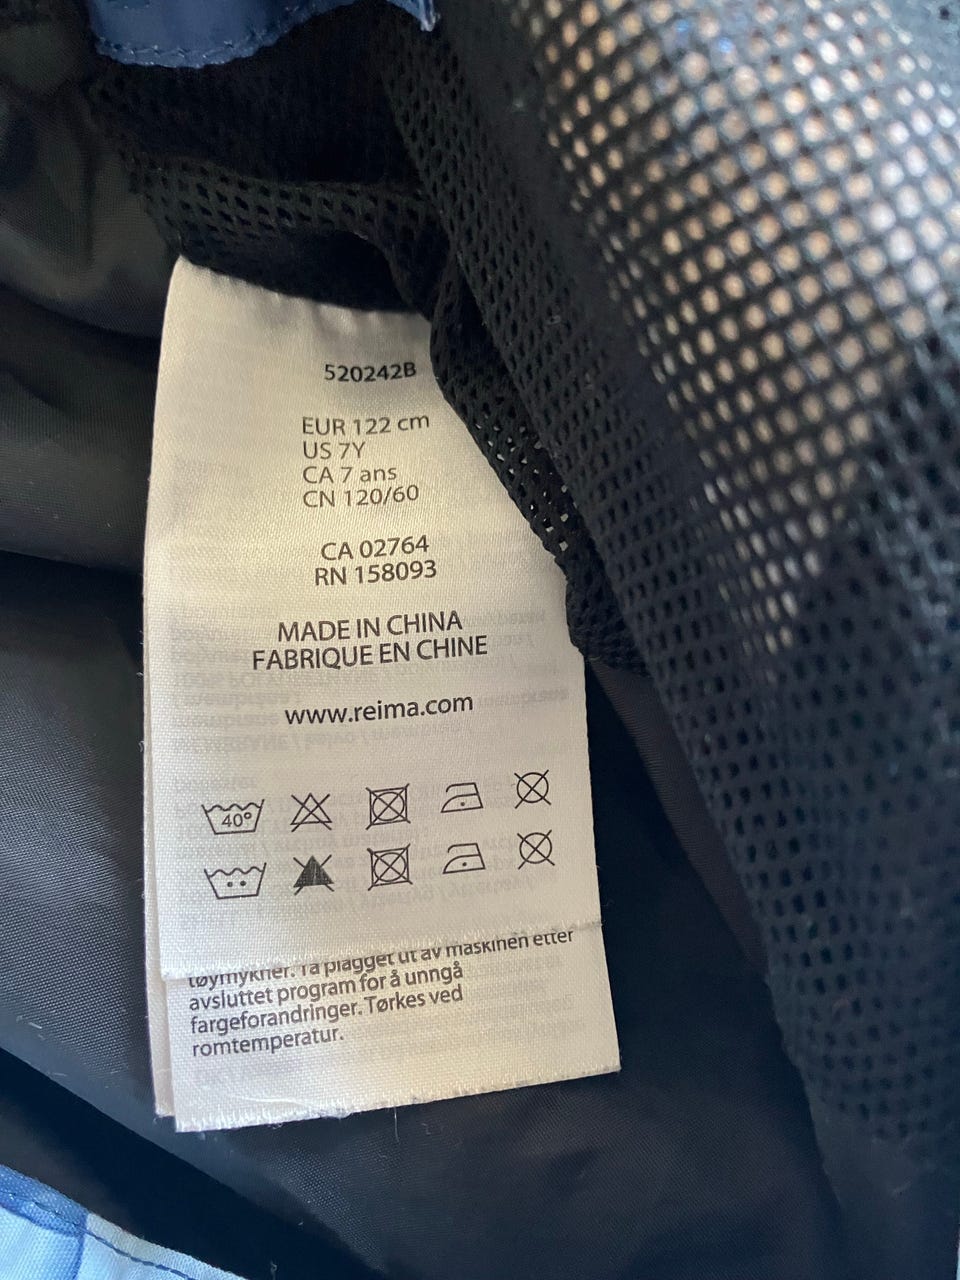 520242B
EUR 122 cm
US 7Y
CA 7 ans
CN 120/60
CA 02764
RN 158093
MADE IN CHINA
FABRIQUE EN CHINE
www.reima.com
40°
tøymykner. Ta plagget ut av maskinen etter
avsluttet program for å unngå
fargeforandringer. Tørkes ved
romtemperatur.